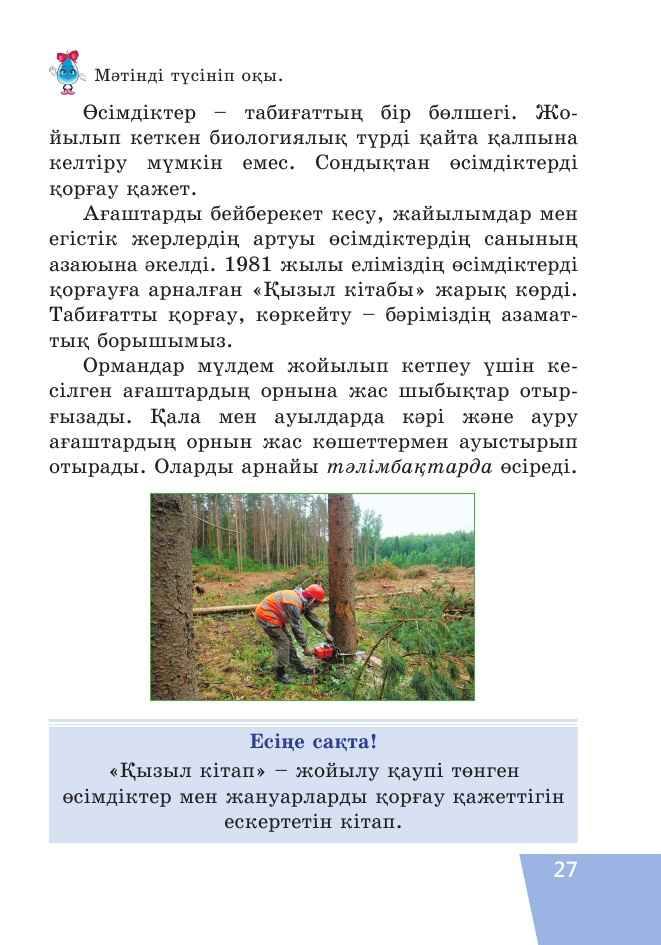 Мәтінді түсініп оқы.
Өсімдіктер – табиғаттың бір бөлшегі. Жо-
йылып кеткен биологиялық түрді қайта қалпына
келтіру мүмкін емес. Сондықтан өсімдіктерді
қорғау қажет.
Ағаштарды бейберекет кесу, жайылымдар мен
егістік жерлердің артуы өсімдіктердің санының
азаюына әкелді. 1981 жылы еліміздің өсімдіктерді
қорғауға арналған «Қызыл кітабы» жарық көрді.
Табиғатты қорғау, көркейту – бәріміздің азамат-
тық борышымыз.
Ормандар мүлдем жойылып кетпеу үшін ке-
сілген ағаштардың орнына жас шыбықтар отыр-
ғызады. Қала мен ауылдарда кәрі және ауру
ағаштардың орнын жас көшеттермен ауыстырып
отырады. Оларды арнайы тәлімбақтарда өсіреді.
Есіңе сақта!
«Қызыл кітап» – жойылу қаупі төнген
өсімдіктер мен жануарларды қорғау қажеттігін
ескертетін кітап.
27